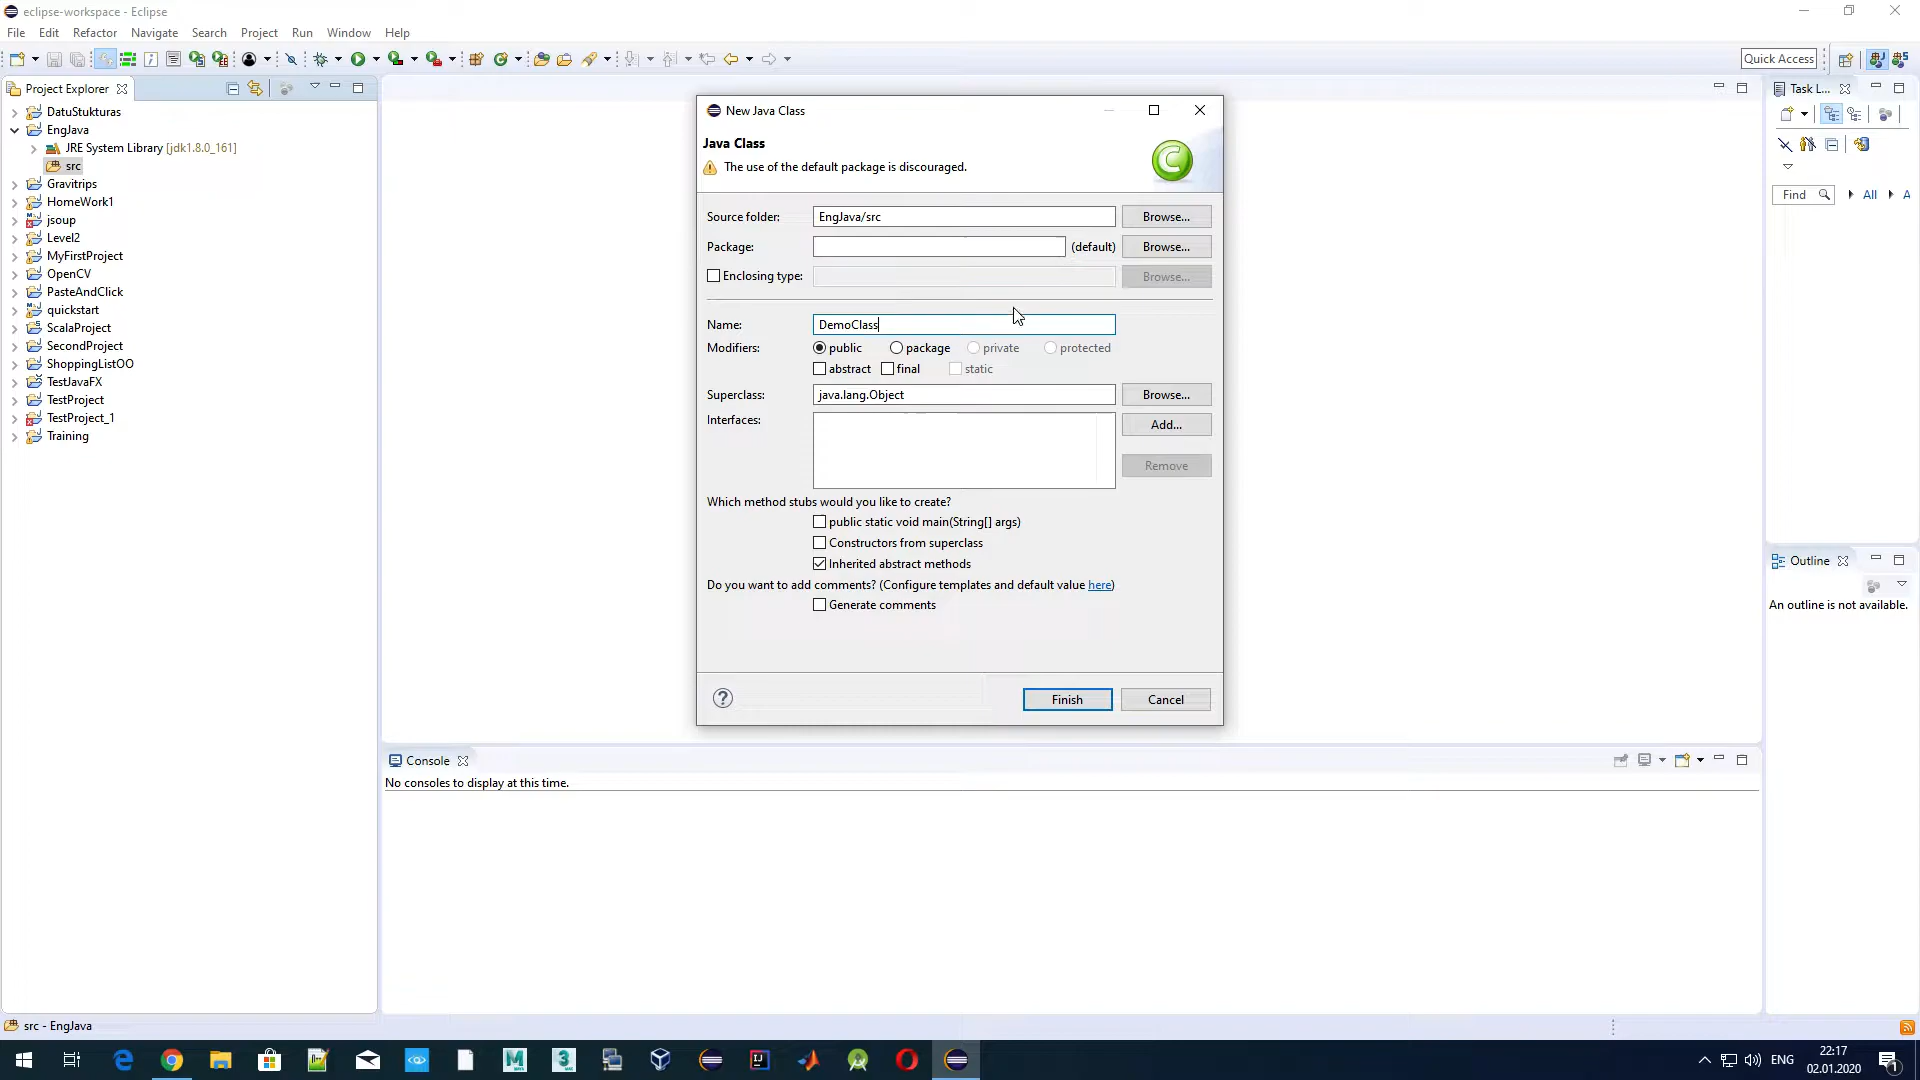 eclipse-workspace - Eclipse
File Edit Refactor Navigate Search Project Run Window Help
Quick Access
Project Explorer
DatuStukturas
EngJava
JRE System Library [jdk1.8.0_161]
src
Gravitrips
HomeWork1
jsoup
Level2
MyFirstProject
OpenCV
PasteAndClick
quickstart
ScalaProject
SecondProject
ShoppingListOO
TestJavaFX
TestProject
TestProject_1
Training
New Java Class
Java Class
The use of the default package is discouraged.
Source folder: EngJava/src Browse...
Package: (default) Browse...
Enclosing type: Browse...
Name: DemoClass
Modifiers: public package private protected
abstract final static
Superclass: java.lang.Object Browse...
Interfaces: Add...
Remove
Which method stubs would you like to create?
public static void main(String[] args)
Constructors from superclass
Inherited abstract methods
Do you want to add comments? (Configure templates and default value here)
Generate comments
Finish Cancel
Task L...
Find All A
Outline
An outline is not available.
Console
No consoles to display at this time.
src - EngJava
ENG
22:17
02.01.2020